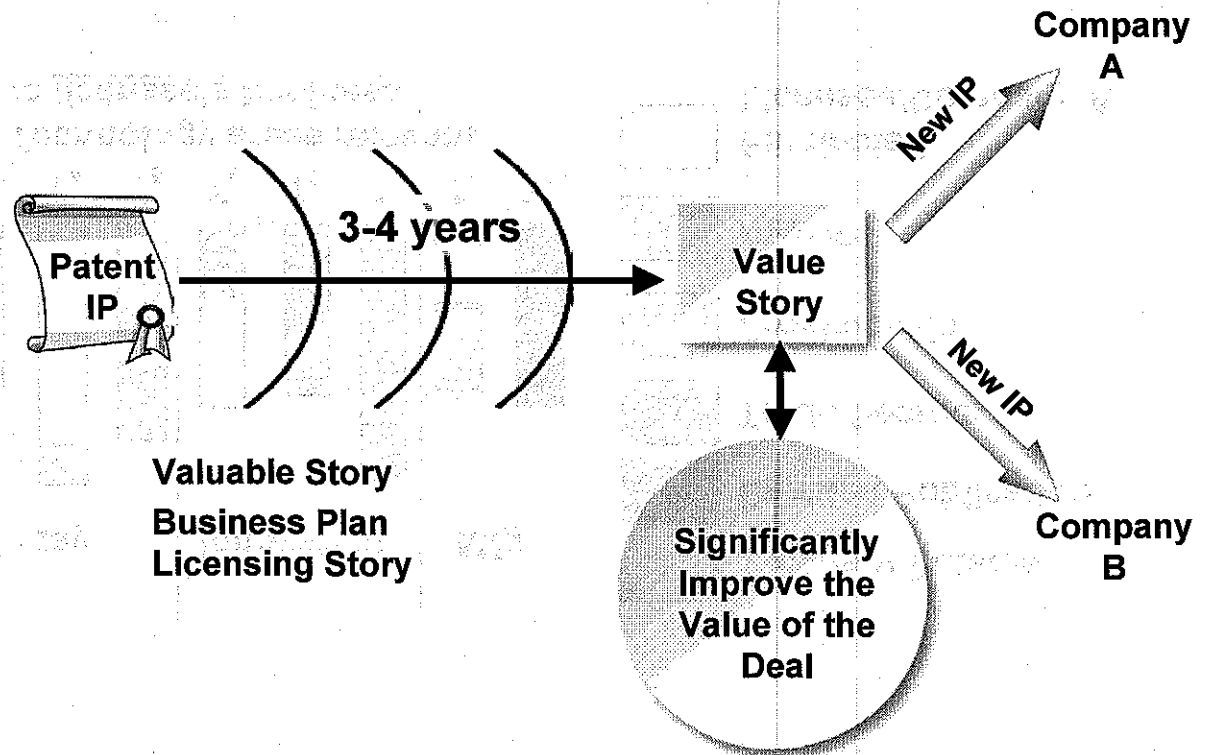 Company
A
New IP
3-4 years
Patent
IP
Value
Story
New IP
Valuable Story
Business Plan
Licensing Story
Significantly
Improve the
Value of the
Deal
Company
B